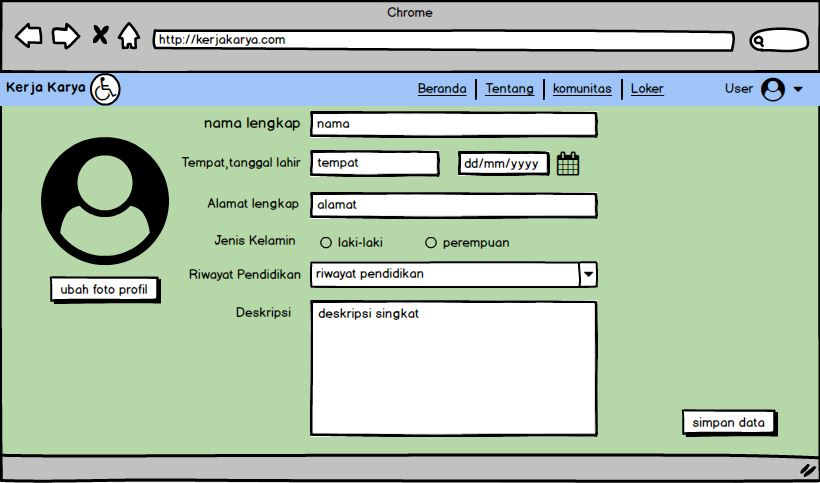 Chrome
http://kerjakarya.com
Kerja Karya Beranda Tentang komunitas Loker User
nama lengkap nama
Tempat,tanggal lahir tempat dd/mm/yyyy
Alamat lengkap alamat
Jenis Kelamin laki-laki perempuan
Riwayat Pendidikan riwayat pendidikan
ubah foto profil
Deskripsi deskripsi singkat
simpan data